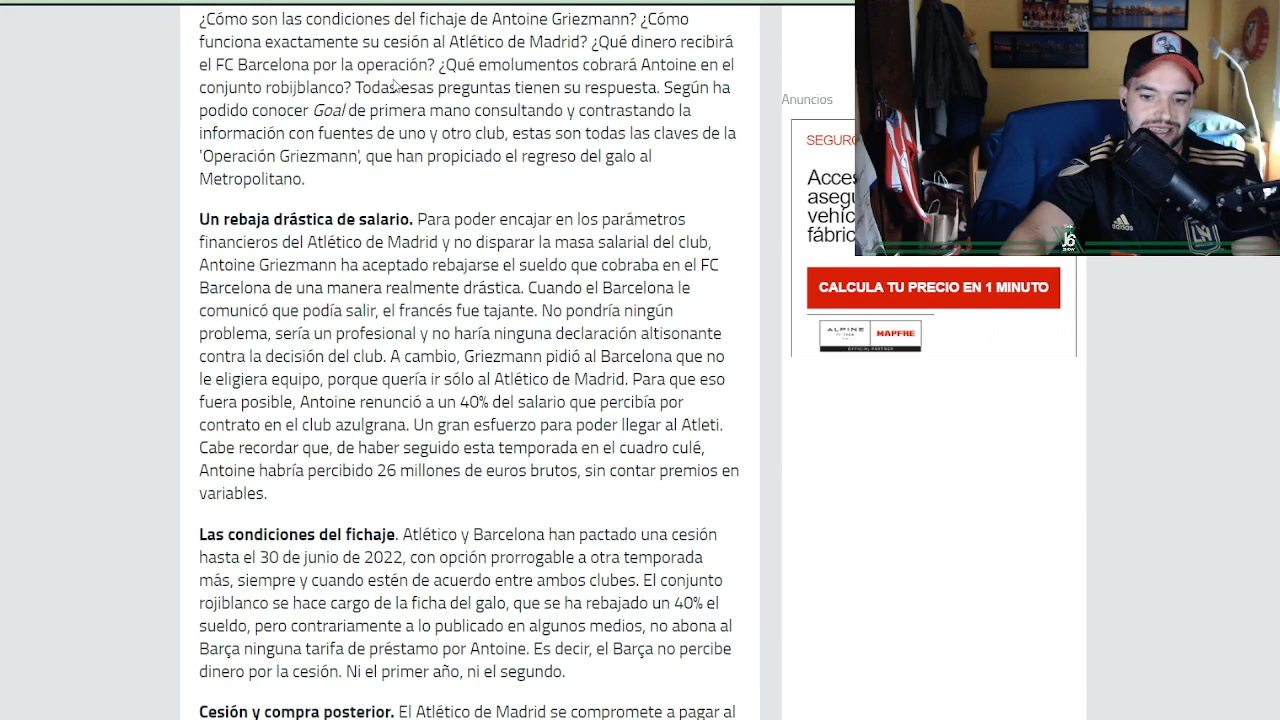 ¿Cómo son las condiciones del fichaje de Antoine Griezmann? ¿Cómo
funciona exactamente su cesión al Atlético de Madrid? ¿Qué dinero recibirá
el FC Barcelona por la operación? ¿Qué emolumentos cobrará Antoine en el
conjunto robijblanco? Todas esas preguntas tienen su respuesta. Según ha
podido conocer Goal de primera mano consultando y contrastando la
información con fuentes de uno y otro club, estas son todas las claves de la
'Operación Griezmann', que han propiciado el regreso del galo al
Metropolitano.
Un rebaja drástica de salario. Para poder encajar en los parámetros
financieros del Atlético de Madrid y no disparar la masa salarial del club,
Antoine Griezmann ha aceptado rebajarse el sueldo que cobraba en el FC
Barcelona de una manera realmente drástica. Cuando el Barcelona le
comunicó que podía salir, el francés fue tajante. No pondría ningún
problema, sería un profesional y no haría ninguna declaración altisonante
contra la decisión del club. A cambio, Griezmann pidió al Barcelona que no
le eligiera equipo, porque quería ir sólo al Atlético de Madrid. Para que eso
fuera posible, Antoine renunció a un 40% del salario que percibía por
contrato en el club azulgrana. Un gran esfuerzo para poder llegar al Atleti.
Cabe recordar que, de haber seguido esta temporada en el cuadro culé,
Antoine habría percibido 26 millones de euros brutos, sin contar premios en
variables.
Las condiciones del fichaje. Atlético y Barcelona han pactado una cesión
hasta el 30 de junio de 2022, con opción prorrogable a otra temporada
más, siempre y cuando estén de acuerdo entre ambos clubes. El conjunto
rojiblanco se hace cargo de la ficha del galo, que se ha rebajado un 40% el
sueldo, pero contrariamente a lo publicado en algunos medios, no abona al
Barça ninguna tarifa de préstamo por Antoine. Es decir, el Barça no percibe
dinero por la cesión. Ni el primer año, ni el segundo.
Cesión y compra posterior. El Atlético de Madrid se compromete a pagar al
Anuncios
SEGURO
Acces
asegu
vehíc
fábric
CALCULA TU PRECIO EN 1 MINUTO
ALPINE
MAPFRE
OFFICIAL PARTNER
adidas
J6